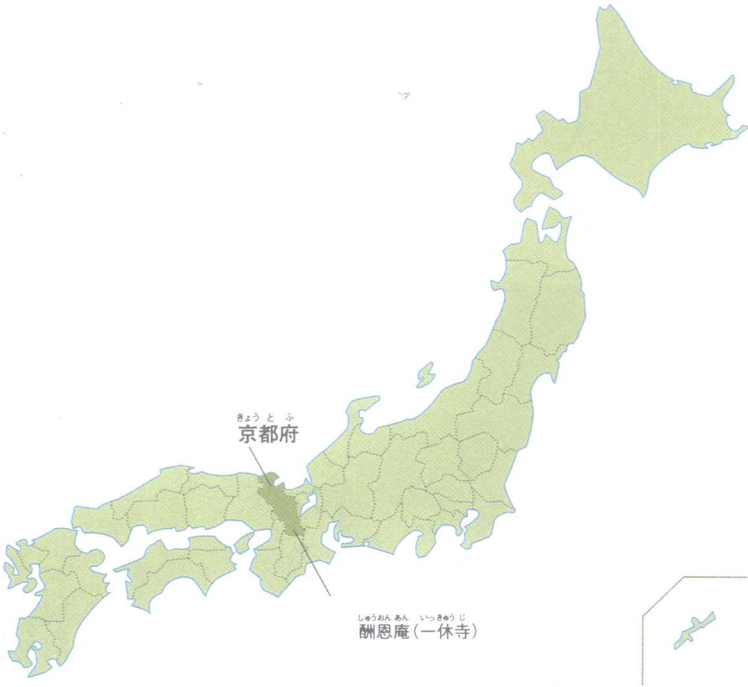 きょう と ふ
京都府
しゅうおん あん いっきゅう じ
酬恩庵(一休寺)